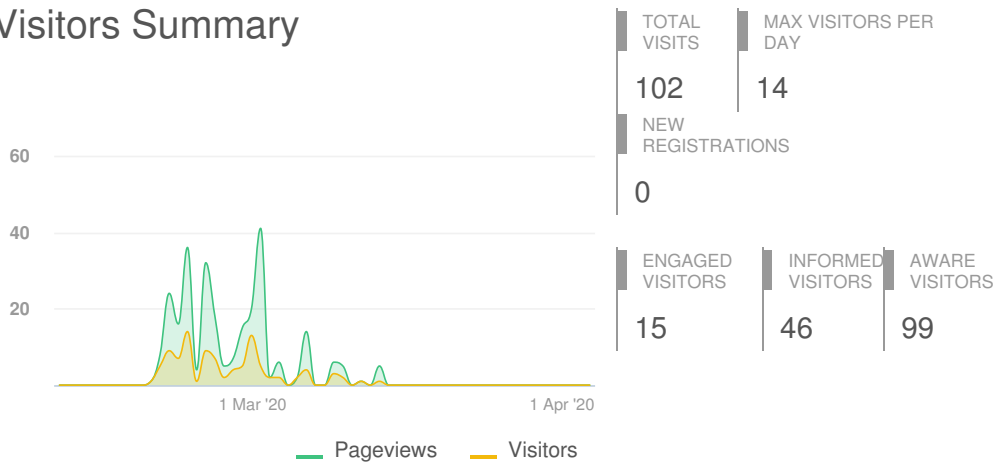 Visitors Summary
TOTAL
VISITS
102
MAX VISITORS PER
DAY
14
NEW
REGISTRATIONS
0
60
40
20
1 Mar '20
1 Apr '20
Pageviews
Visitors
ENGAGED
VISITORS
15
INFORMED
VISITORS
46
AWARE
VISITORS
99